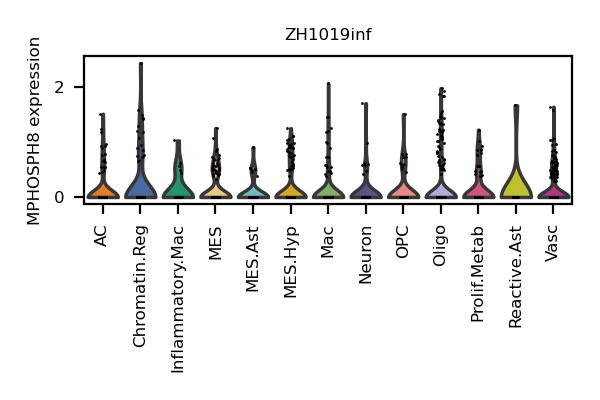 ZH1019inf
MPHOSPH8 expression
2
0
AC
Chromatin.Reg
Inflammatory.Mac
MES
MES.Ast
MES.Hyp
Mac
Neuron
OPC
Oligo
Prolif.Metab
Reactive.Ast
Vasc